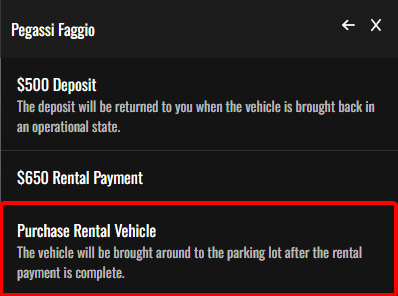 Pegassi Faggio
$500 Deposit
The deposit will be returned to you when the vehicle is brought back in
an operational state.
$650 Rental Payment
Purchase Rental Vehicle
The vehicle will be brought around to the parking lot after the rental
payment is complete.